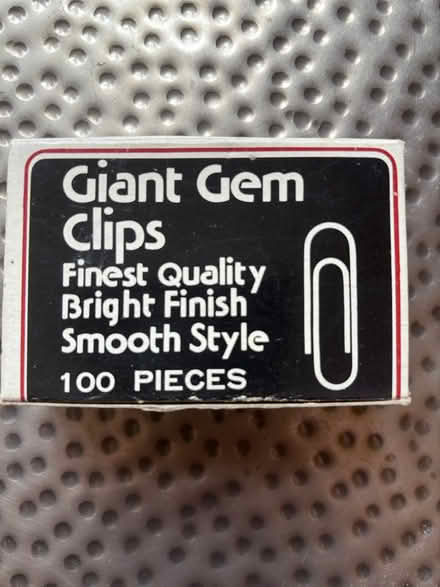 Giant Gem
Clips
Finest Quality
Bright Finish
Smooth Style
100 PIECES